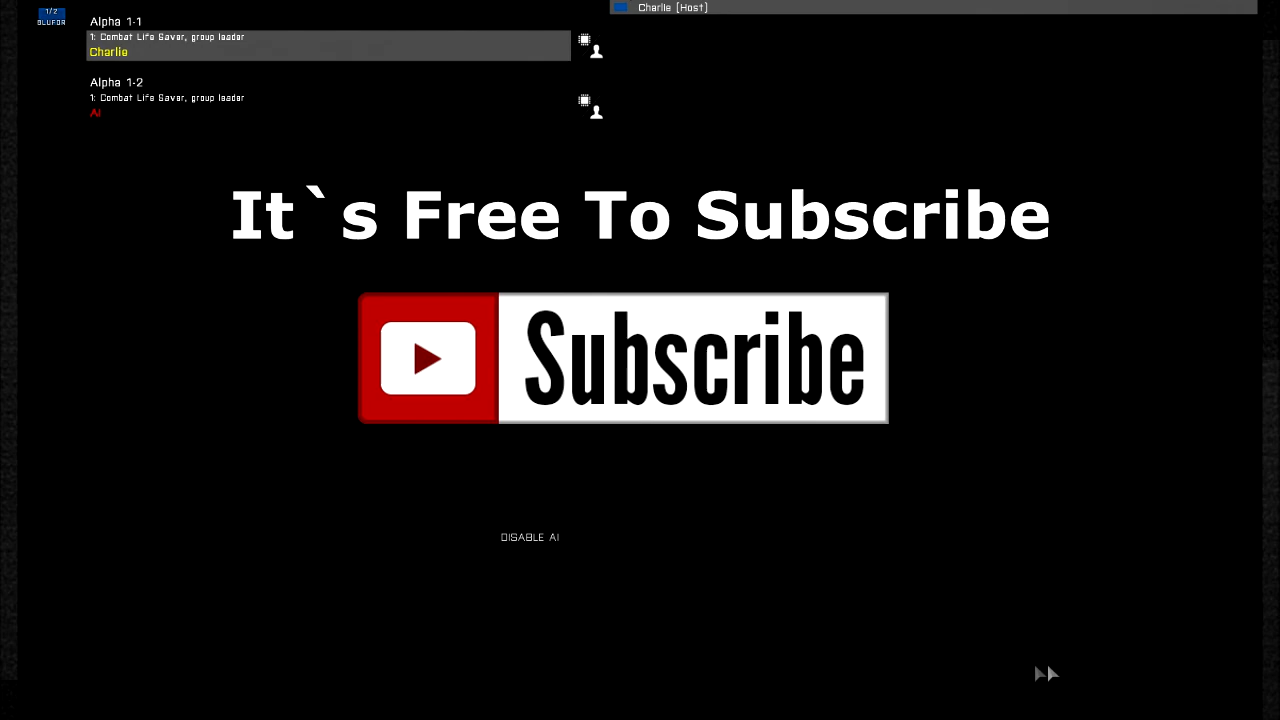 1/2
BLUFOR
Charlie (Host)
Alpha 1-1
1: Combat Life Saver, group leader
Charlie
Alpha 1-2
1: Combat Life Saver, group leader
AI
It`s Free To Subscribe
Subscribe
DISABLE AI